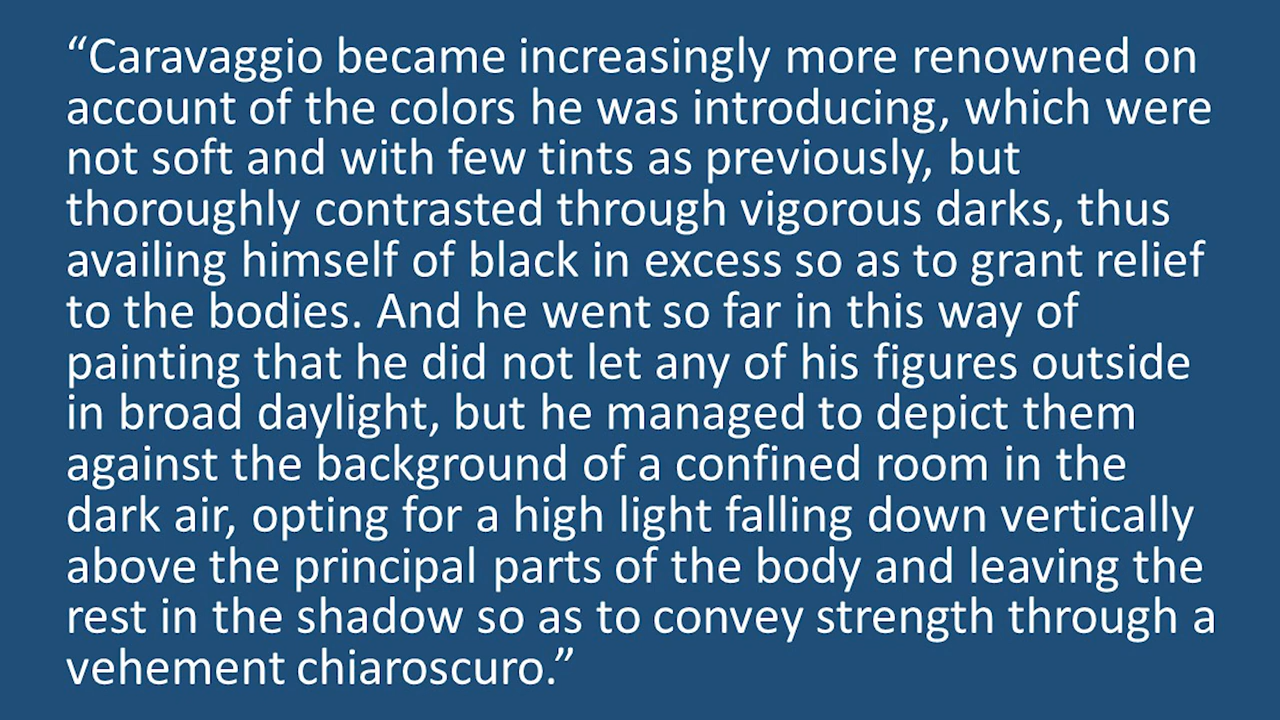 “Caravaggio became increasingly more renowned on
account of the colors he was introducing, which were
not soft and with few tints as previously, but
thoroughly contrasted through vigorous darks, thus
availing himself of black in excess so as to grant relief
to the bodies. And he went so far in this way of
painting that he did not let any of his figures outside
in broad daylight, but he managed to depict them
against the background of a confined room in the
dark air, opting for a high light falling down vertically
above the principal parts of the body and leaving the
rest in the shadow so as to convey strength through a
vehement chiaroscuro.”